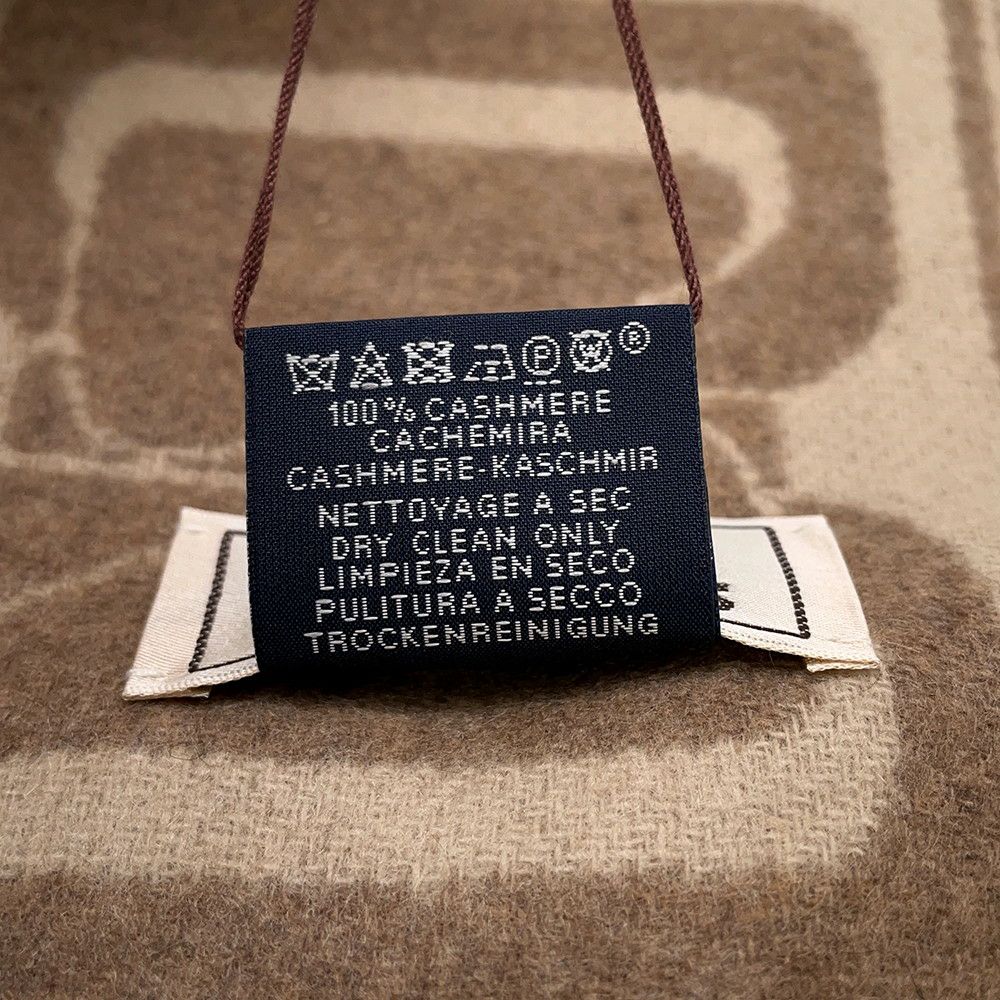 P W ®
100% CASHMERE
CACHEMIRA
CASHMERE-KASCHMIR
NETTOYAGE A SEC
DRY CLEAN ONLY
LIMPIEZA EN SECO
PULITURA A SECCO
TROCKENREINIGUNG